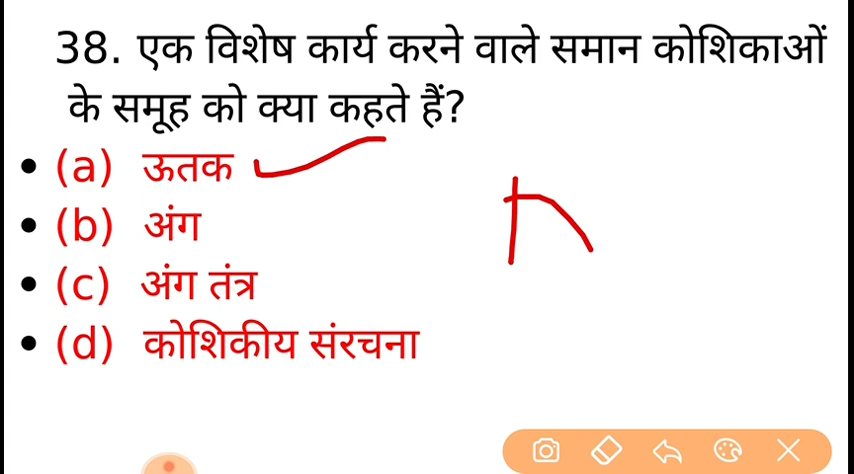 38. एक विशेष कार्य करने वाले समान कोशिकाओं
के समूह को क्या कहते हैं?
• (a) ऊतक
• (b) अंग
• (c) अंग तंत्र
• (d) कोशिकीय संरचना